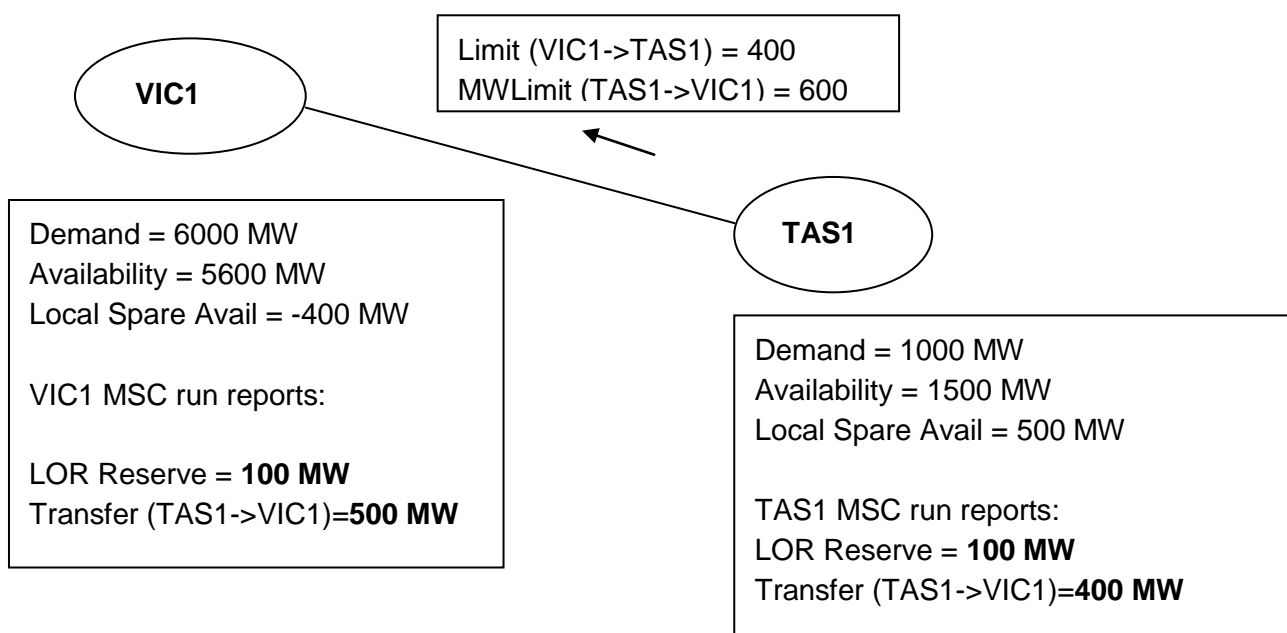 Limit (VIC1->TAS1) = 400
MWLimit (TAS1->VIC1) = 600
VIC1
TAS1
Demand = 6000 MW
Availability = 5600 MW
Local Spare Avail = -400 MW
VIC1 MSC run reports:
LOR Reserve = 100 MW
Transfer (TAS1->VIC1)=500 MW
Demand = 1000 MW
Availability = 1500 MW
Local Spare Avail = 500 MW
TAS1 MSC run reports:
LOR Reserve = 100 MW
Transfer (TAS1->VIC1)=400 MW